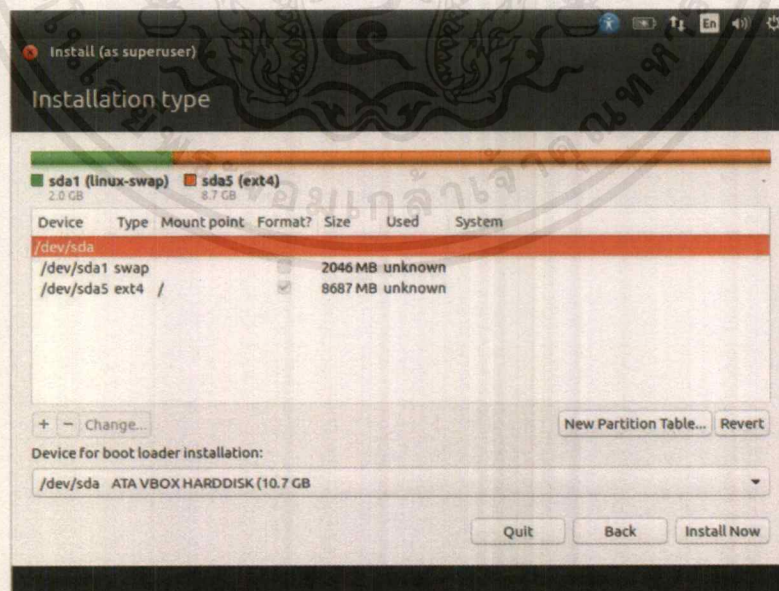 En
Install (as superuser)
Installation type
sda1 (linux-swap) sda5 (ext4)
2.0 GB 8.7 GB
Device Type Mount point Format? Size Used System
/dev/sda
/dev/sda1 swap 2046 MB unknown
/dev/sda5 ext4 / 8687 MB unknown
+ - Change...
New Partition Table... Revert
Device for boot loader installation:
/dev/sda ATA VBOX HARDDISK (10.7 GB
Quit Back Install Now